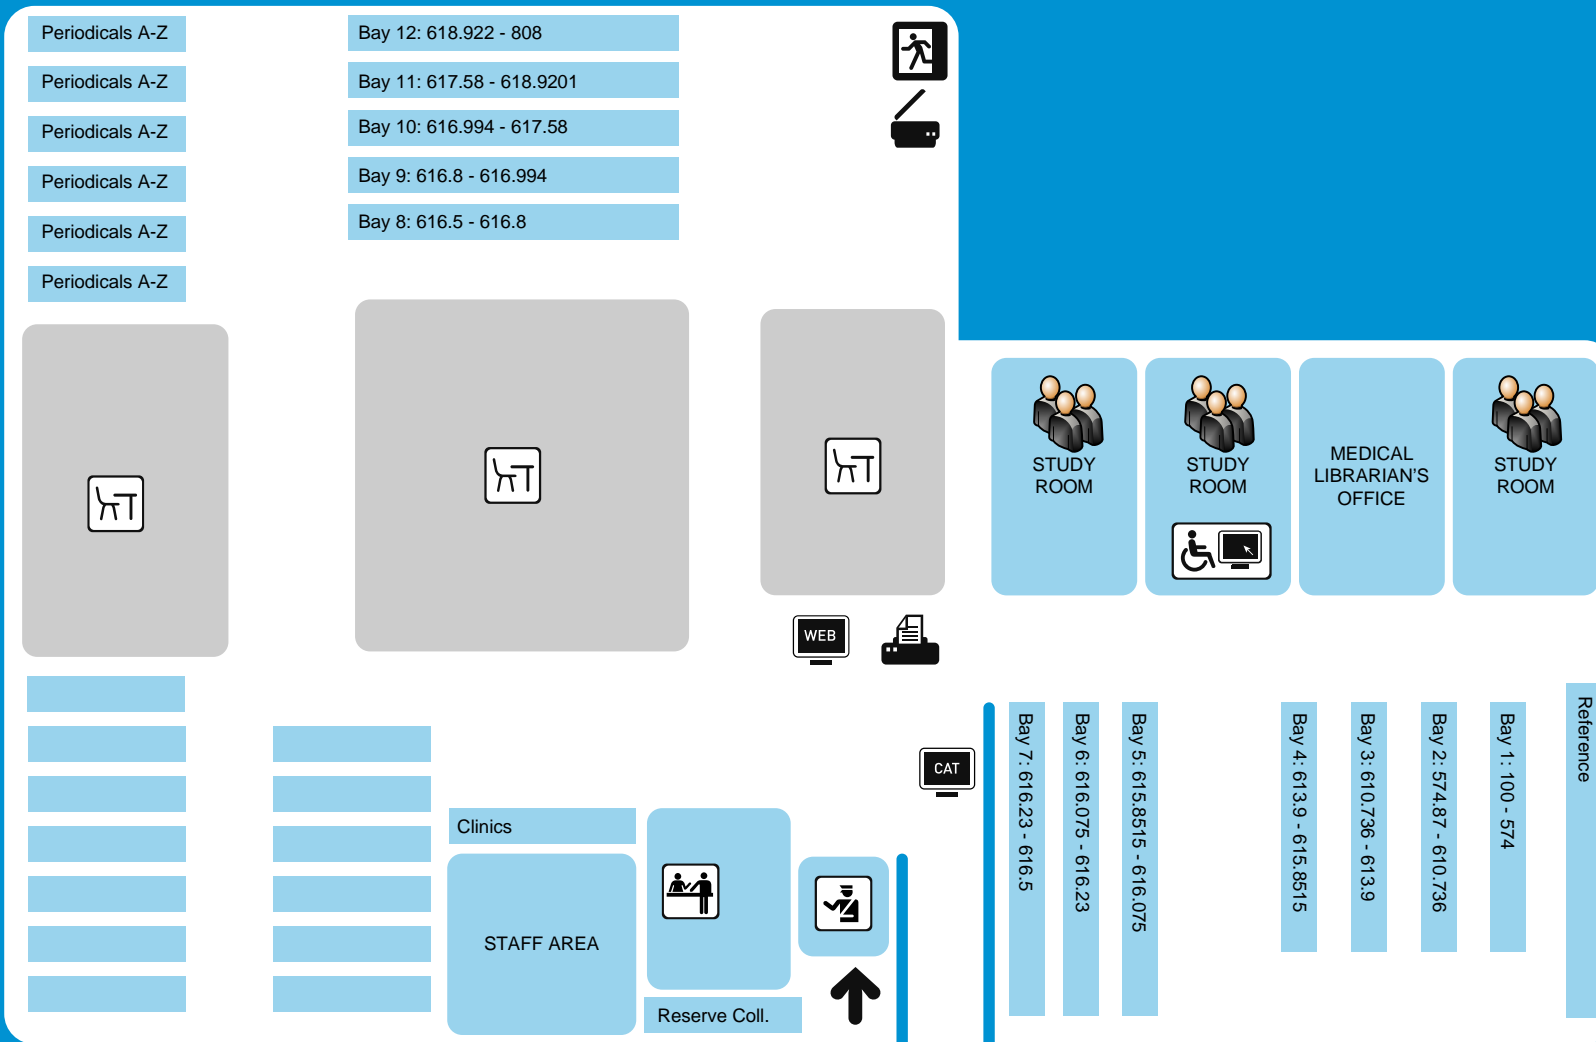 Periodicals A-Z
Periodicals A-Z
Periodicals A-Z
Periodicals A-Z
Periodicals A-Z
Periodicals A-Z
Bay 12: 618.922 - 808
Bay 11: 617.58 - 618.9201
Bay 10: 616.994 - 617.58
Bay 9: 616.8 - 616.994
Bay 8: 616.5 - 616.8
STUDY
ROOM
STUDY
ROOM
MEDICAL
LIBRARIAN'S
OFFICE
STUDY
ROOM
WEB
CAT
Clinics
STAFF AREA
Reserve Coll.
Bay 7: 616.23 - 616.5
Bay 6: 616.075 - 616.23
Bay 5: 615.8515 - 616.075
Bay 4: 613.9 - 615.8515
Bay 3: 610.736 - 613.9
Bay 2: 574.87 - 610.736
Bay 1: 100 - 574
Reference